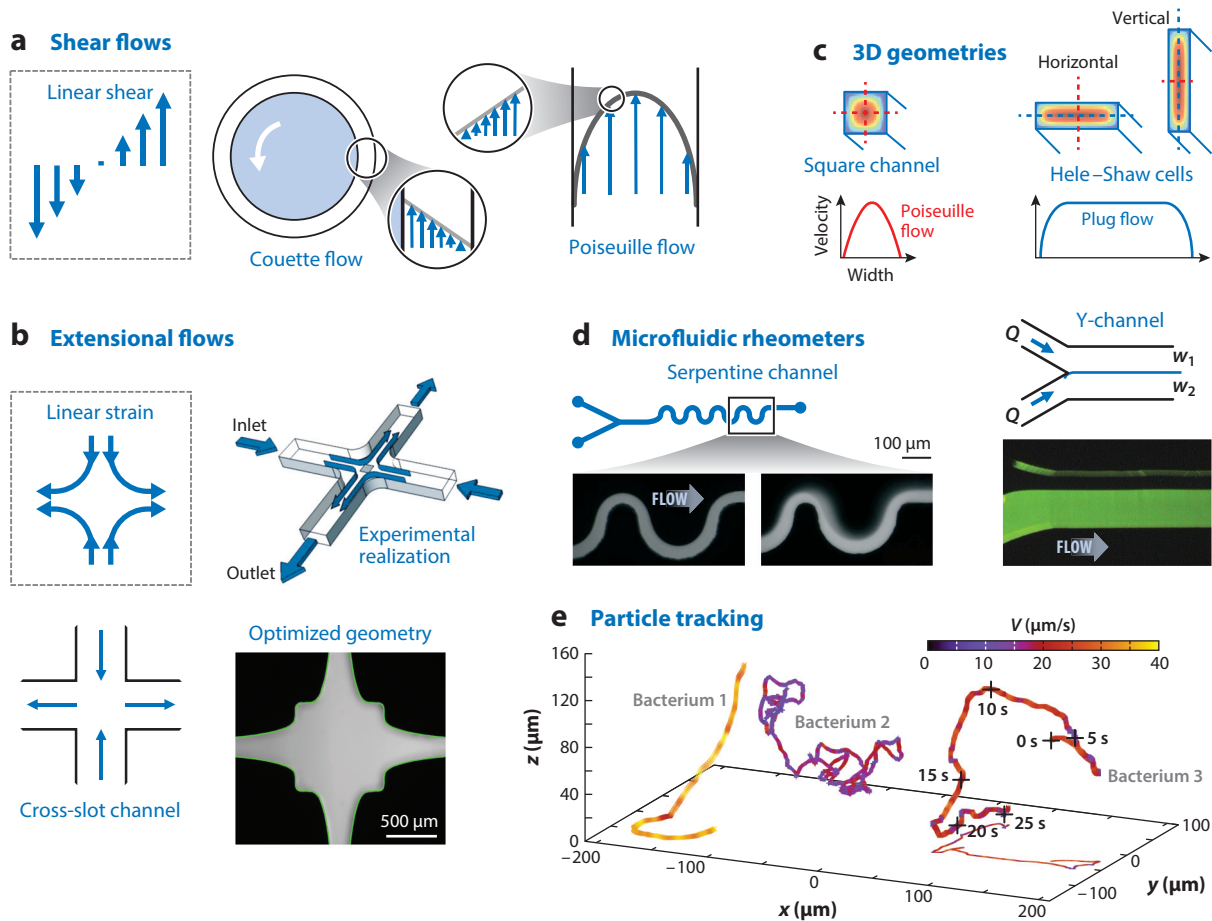 a Shear flows
Linear shear
Couette flow
Poiseuille flow
c 3D geometries
Vertical
Horizontal
Square channel
Hele–Shaw cells
Velocity
Poiseuille
flow
Width
Plug flow
b Extensional flows
Linear strain
Inlet
Outlet
Experimental
realization
Cross-slot channel
Optimized geometry
500 µm
d Microfluidic rheometers
Serpentine channel
100 µm
FLOW
Y-channel
Q
w1
w2
Q
FLOW
e Particle tracking
V (µm/s)
0 10 20 30 40
160
120
80
40
0
z (µm)
Bacterium 1
Bacterium 2
Bacterium 3
10 s
0 s
5 s
15 s
20 s
25 s
−200
−100
0
100
200
x (µm)
100
0
−100
y (µm)